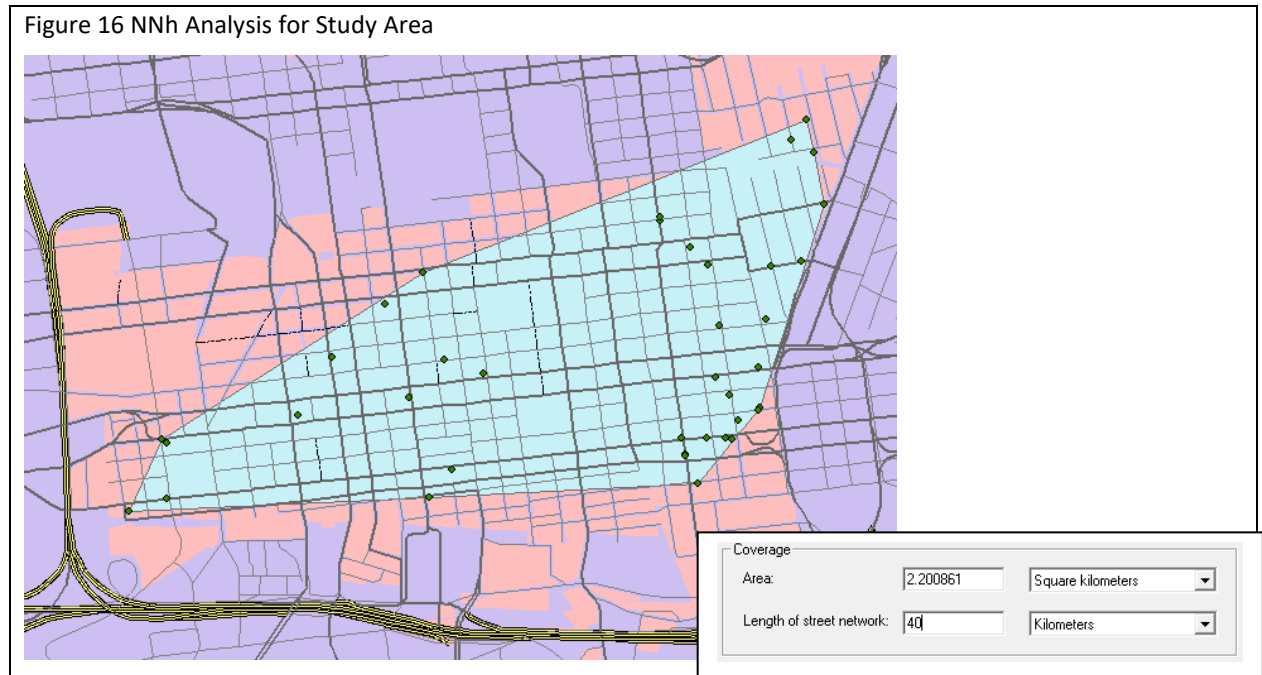 Figure 16 NNh Analysis for Study Area
Coverage
Area: 2.200861 Square kilometers
Length of street network: 40 Kilometers